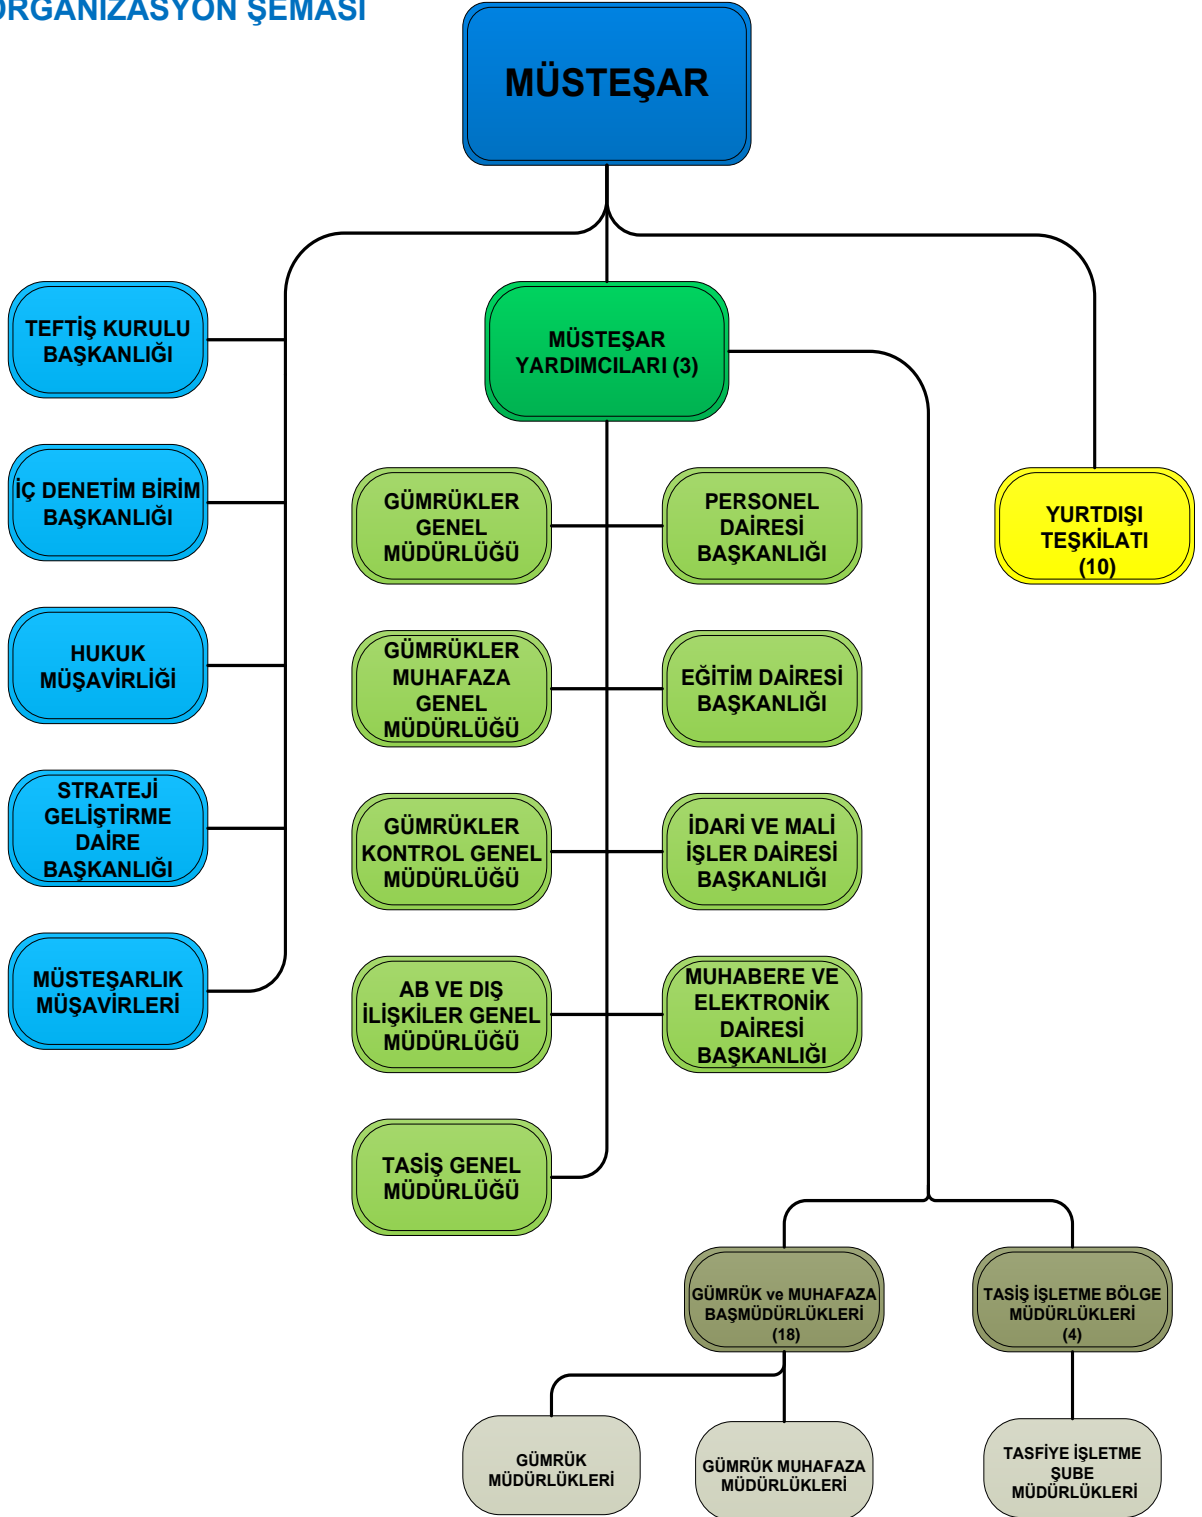 ORGANIZASYON ŞEMASI
MÜSTEŞAR
TEFTİŞ KURULU
BAŞKANLIĞI
MÜSTEŞAR
YARDIMCILARI (3)
İÇ DENETİM BİRİM
BAŞKANLIĞI
GÜMRÜKLER
GENEL
MÜDÜRLÜĞÜ
PERSONEL
DAİRESİ
BAŞKANLIĞI
YURTDIŞI
TEŞKİLATI
(10)
HUKUK
MÜŞAVİRLİĞİ
GÜMRÜKLER
MUHAFAZA
GENEL
MÜDÜRLÜĞÜ
EĞİTİM DAİRESİ
BAŞKANLIĞI
STRATEJİ
GELİŞTİRME
DAİRE
BAŞKANLIĞI
GÜMRÜKLER
KONTROL GENEL
MÜDÜRLÜĞÜ
İDARİ VE MALİ
İŞLER DAİRESİ
BAŞKANLIĞI
MÜSTEŞARLIK
MÜŞAVİRLERİ
AB VE DIŞ
İLİŞKİLER GENEL
MÜDÜRLÜĞÜ
MUHABERE VE
ELEKTRONİK
DAİRESİ
BAŞKANLIĞI
TASİŞ GENEL
MÜDÜRLÜĞÜ
GÜMRÜK ve MUHAFAZA
BAŞMÜDÜRLÜKLERİ
(18)
TASİŞ İŞLETME BÖLGE
MÜDÜRLÜKLERİ
(4)
GÜMRÜK
MÜDÜRLÜKLERİ
GÜMRÜK MUHAFAZA
MÜDÜRLÜKLERİ
TASFİYE İŞLETME
ŞUBE
MÜDÜRLÜKLERİ